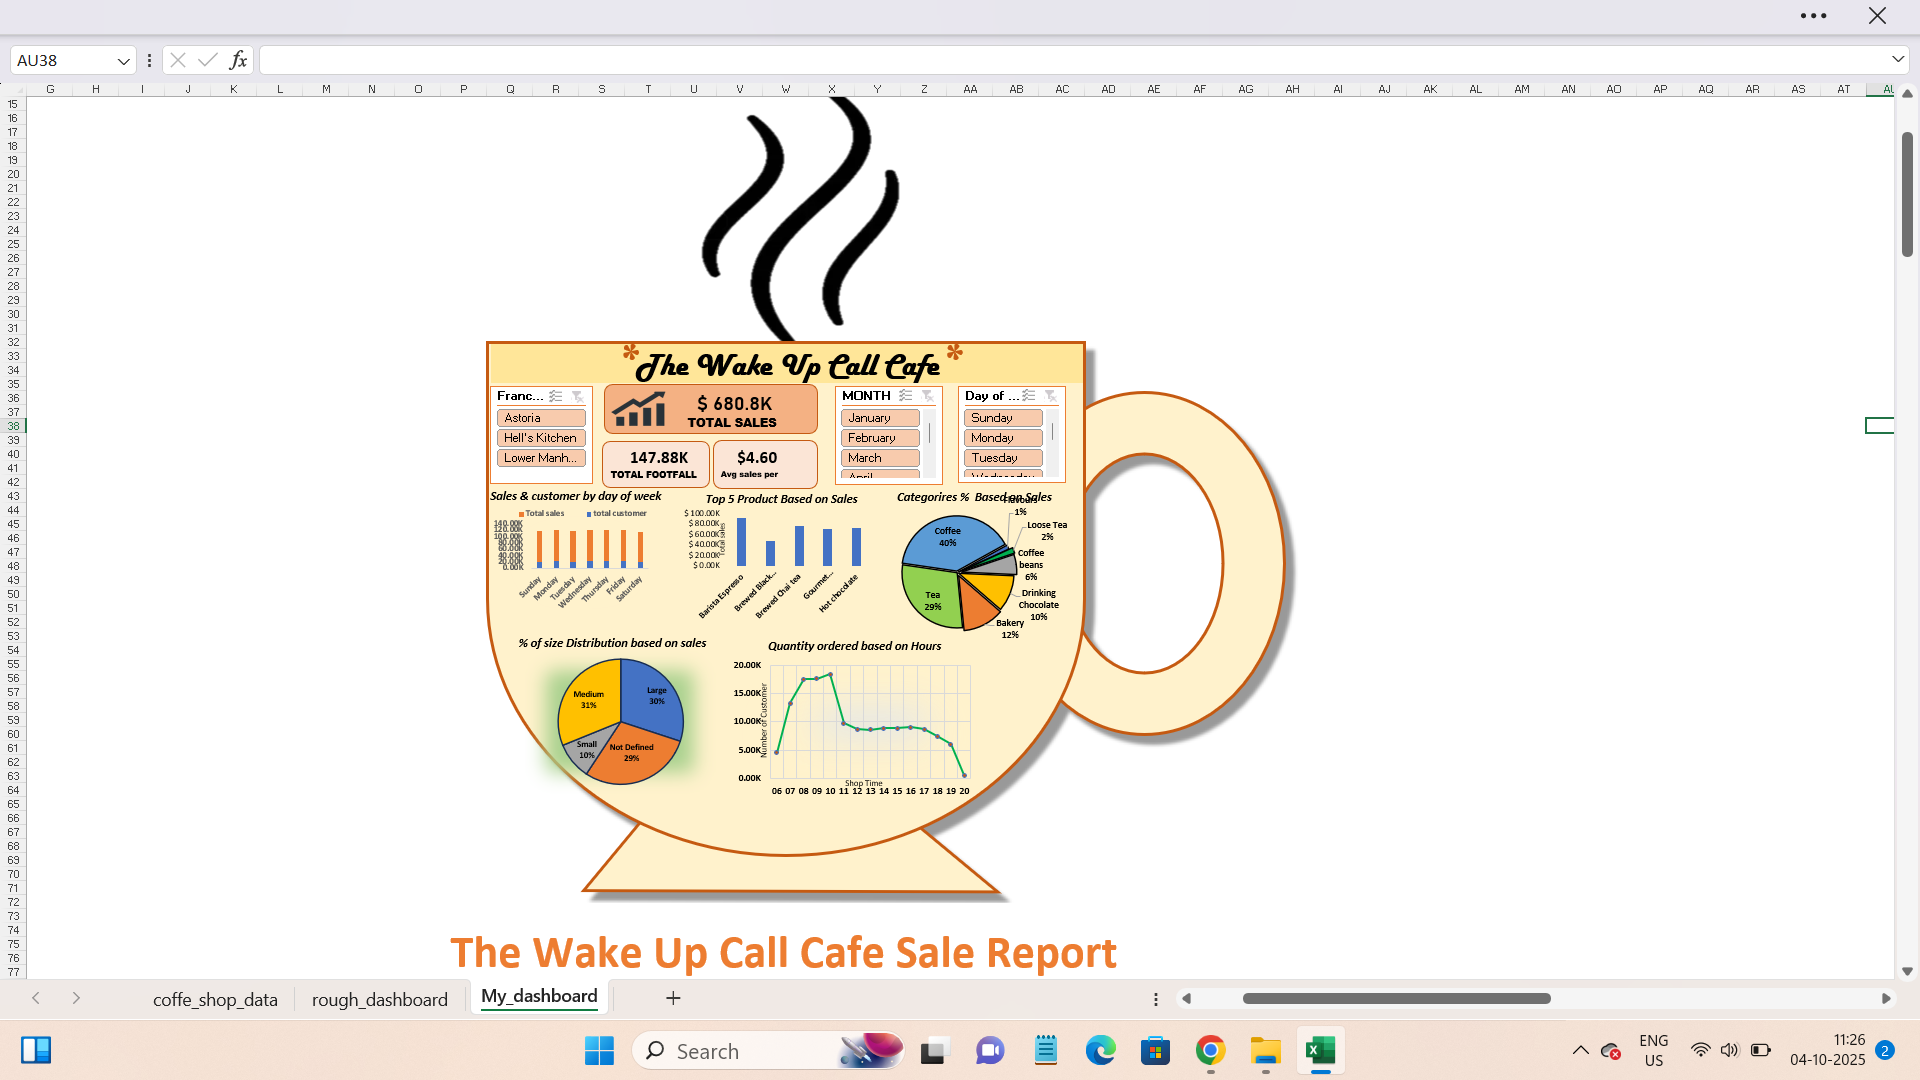 AU38
fx
G H I J K L M N O P Q R S T U V W X Y Z AA AB AC AD AE AF AG AH AI AJ AK AL AM AN AO AP AQ AR AS AT AU
15
16
17
18
19
20
21
22
23
24
25
26
27
28
29
30
31
32
33
34
35
36
37
38
39
40
41
42
43
44
45
46
47
48
49
50
51
52
53
54
55
56
57
58
59
60
61
62
63
64
65
66
67
68
69
70
71
72
73
74
75
76
77
*The Wake Up Call Cafe*
Franc...
Astoria
Hell's Kitchen
Lower Manh...
$ 680.8K
TOTAL SALES
147.88K
TOTAL FOOTFALL
$4.60
Avg sales per
MONTH
January
February
March
April
Day of ...
Sunday
Monday
Tuesday
Wednesday
Sales & customer by day of week
Total sales total customer
140.00K
120.00K
100.00K
80.00K
60.00K
40.00K
20.00K
0.00K
Sunday
Monday
Tuesday
Wednesday
Thursday
Friday
Saturday
Top 5 Product Based on Sales
Total sales
$ 100.00K
$ 80.00K
$ 60.00K
$ 40.00K
$ 20.00K
$ 0.00K
Barista Espresso
Brewed Black...
Brewed Chai tea
Gourmet...
Hot chocolate
Categorires % Based on Sales
Flavours
1%
Loose Tea
2%
Coffee
beans
6%
Drinking
Chocolate
10%
Bakery
12%
Tea
29%
Coffee
40%
% of size Distribution based on sales
Medium
31%
Large
30%
Small
10%
Not Defined
29%
Quantity ordered based on Hours
Number of Customer
20.00K
15.00K
10.00K
5.00K
0.00K
Shop Time
06 07 08 09 10 11 12 13 14 15 16 17 18 19 20
The Wake Up Call Cafe Sale Report
coffe_shop_data rough_dashboard My_dashboard
Search
ENG
US
11:26
04-10-2025
2